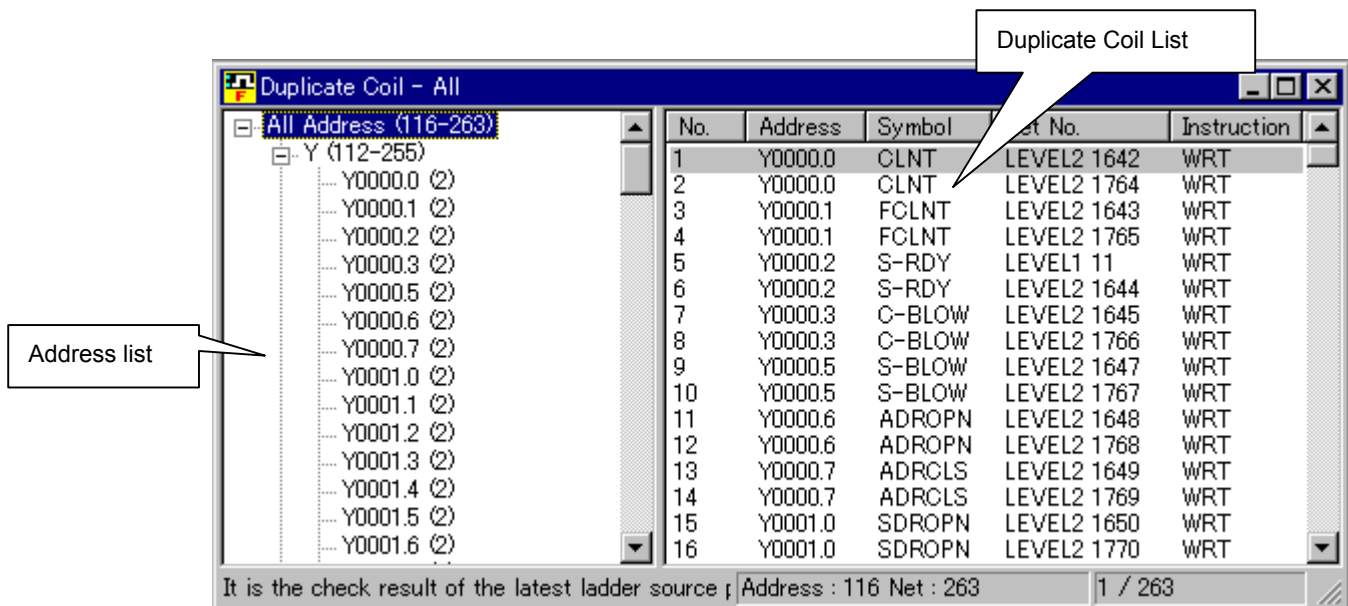 Duplicate Coil List
Duplicate Coil - All
All Address (116-263)
Y (112-255)
Y0000.0 (2)
Y0000.1 (2)
Y0000.2 (2)
Y0000.3 (2)
Y0000.5 (2)
Y0000.6 (2)
Y0000.7 (2)
Y0001.0 (2)
Y0001.1 (2)
Y0001.2 (2)
Y0001.3 (2)
Y0001.4 (2)
Y0001.5 (2)
Y0001.6 (2)
Address list
No. Address Symbol No. Instruction
1 Y0000.0 CLNT LEVEL2 1642 WRT
2 Y0000.0 CLNT LEVEL2 1764 WRT
3 Y0000.1 FCLNT LEVEL2 1643 WRT
4 Y0000.1 FCLNT LEVEL2 1765 WRT
5 Y0000.2 S-RDY LEVEL1 11 WRT
6 Y0000.2 S-RDY LEVEL2 1644 WRT
7 Y0000.3 C-BLOW LEVEL2 1645 WRT
8 Y0000.3 C-BLOW LEVEL2 1766 WRT
9 Y0000.5 S-BLOW LEVEL2 1647 WRT
10 Y0000.5 S-BLOW LEVEL2 1767 WRT
11 Y0000.6 ADROPN LEVEL2 1648 WRT
12 Y0000.6 ADROPN LEVEL2 1768 WRT
13 Y0000.7 ADRCLS LEVEL2 1649 WRT
14 Y0000.7 ADRCLS LEVEL2 1769 WRT
15 Y0001.0 SDROPN LEVEL2 1650 WRT
16 Y0001.0 SDROPN LEVEL2 1770 WRT
It is the check result of the latest ladder source Address : 116 Net : 263 1 / 263